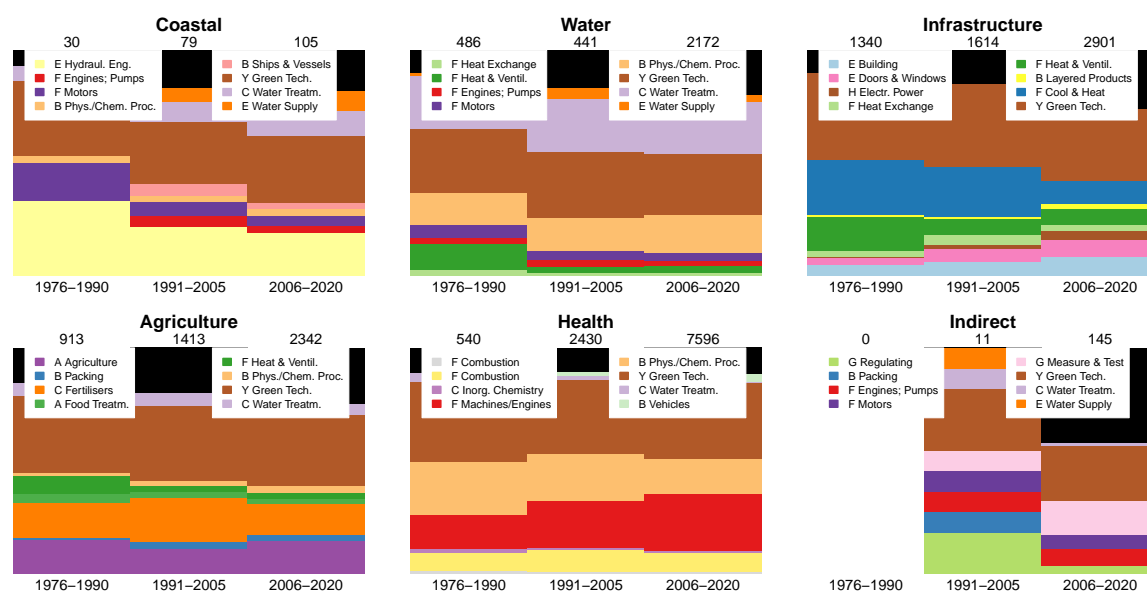 Coastal
30 79 105
E Hydraul. Eng.
F Engines; Pumps
F Motors
B Phys./Chem. Proc.
B Ships & Vessels
Y Green Tech.
C Water Treatm.
E Water Supply
1976–1990 1991–2005 2006–2020
Water
486 441 2172
F Heat Exchange
F Heat & Ventil.
F Engines; Pumps
F Motors
B Phys./Chem. Proc.
Y Green Tech.
C Water Treatm.
E Water Supply
1976–1990 1991–2005 2006–2020
Infrastructure
1340 1614 2901
E Building
E Doors & Windows
H Electr. Power
F Heat Exchange
F Heat & Ventil.
B Layered Products
F Cool & Heat
Y Green Tech.
1976–1990 1991–2005 2006–2020
Agriculture
913 1413 2342
A Agriculture
B Packing
C Fertilisers
A Food Treatm.
F Heat & Ventil.
B Phys./Chem. Proc.
Y Green Tech.
C Water Treatm.
1976–1990 1991–2005 2006–2020
Health
540 2430 7596
F Combustion
F Combustion
C Inorg. Chemistry
F Machines/Engines
B Phys./Chem. Proc.
Y Green Tech.
C Water Treatm.
B Vehicles
1976–1990 1991–2005 2006–2020
Indirect
0 11 145
G Regulating
B Packing
F Engines; Pumps
F Motors
G Measure & Test
Y Green Tech.
C Water Treatm.
E Water Supply
1976–1990 1991–2005 2006–2020